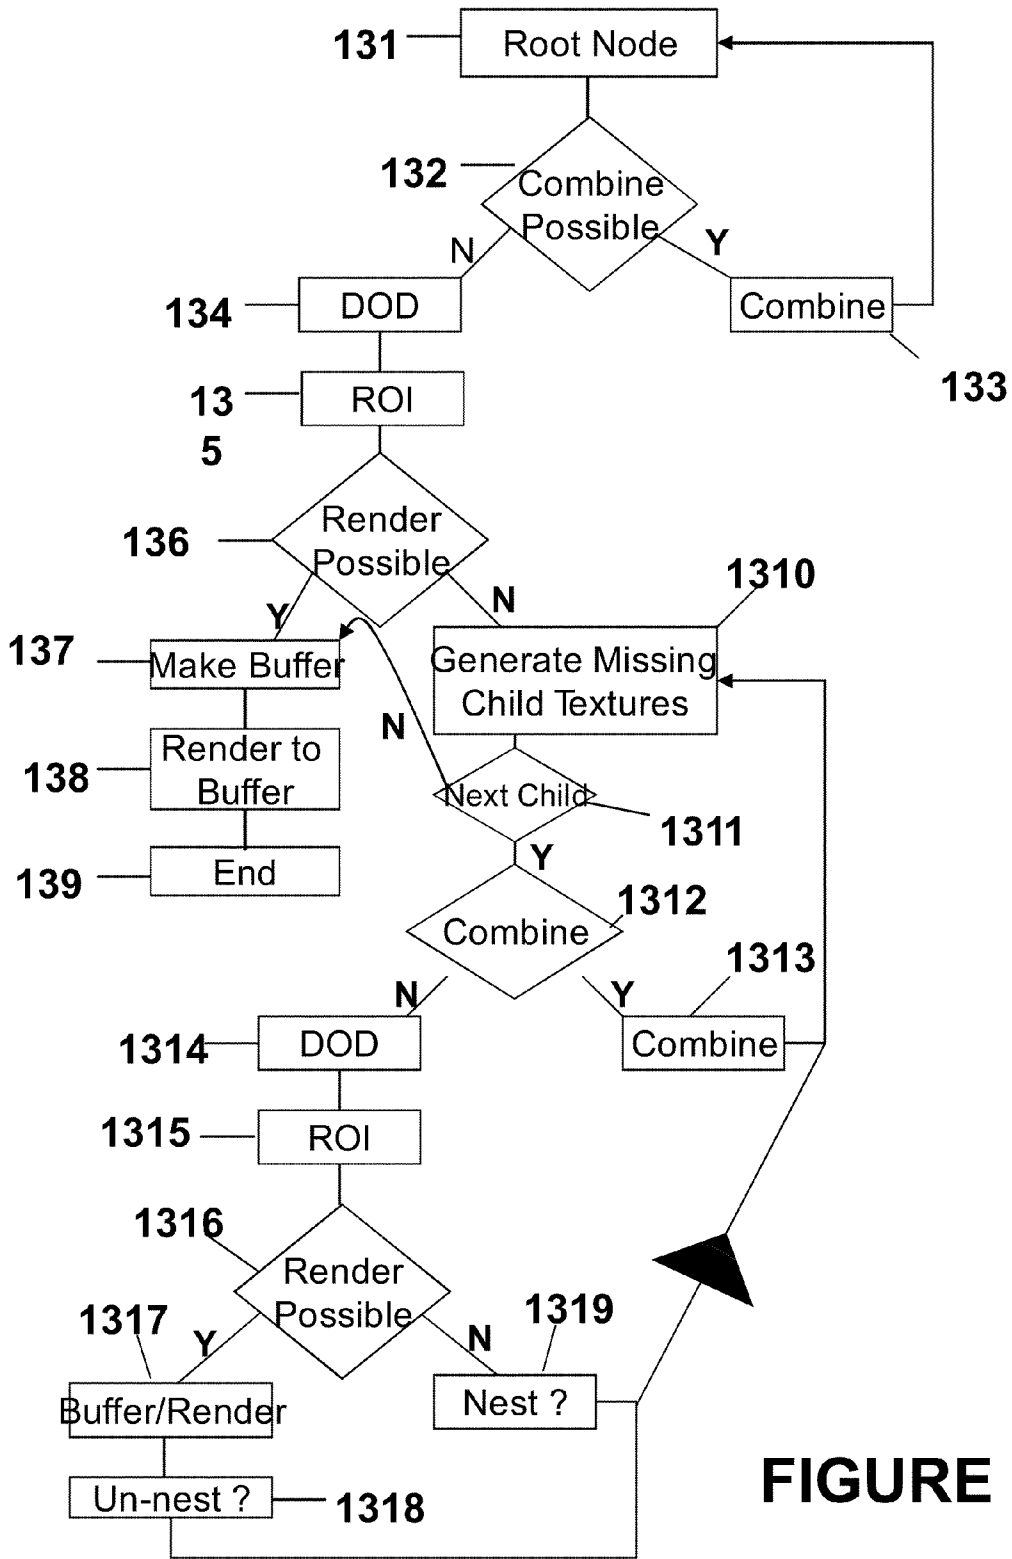 131
Root Node
132
Combine
Possible
N
Y
134
DOD
Combine
133
13
5
ROI
136
Render
Possible
Y
N
1310
137
Make Buffer
Generate Missing
Child Textures
N
138
Render to
Buffer
Next Child
1311
139
End
Y
1312
Combine
N
Y
1313
1314
DOD
Combine
1315
ROI
1316
Render
Possible
1317
Y
N
1319
Buffer/Render
Nest ?
Un-nest ?
1318
FIGURE